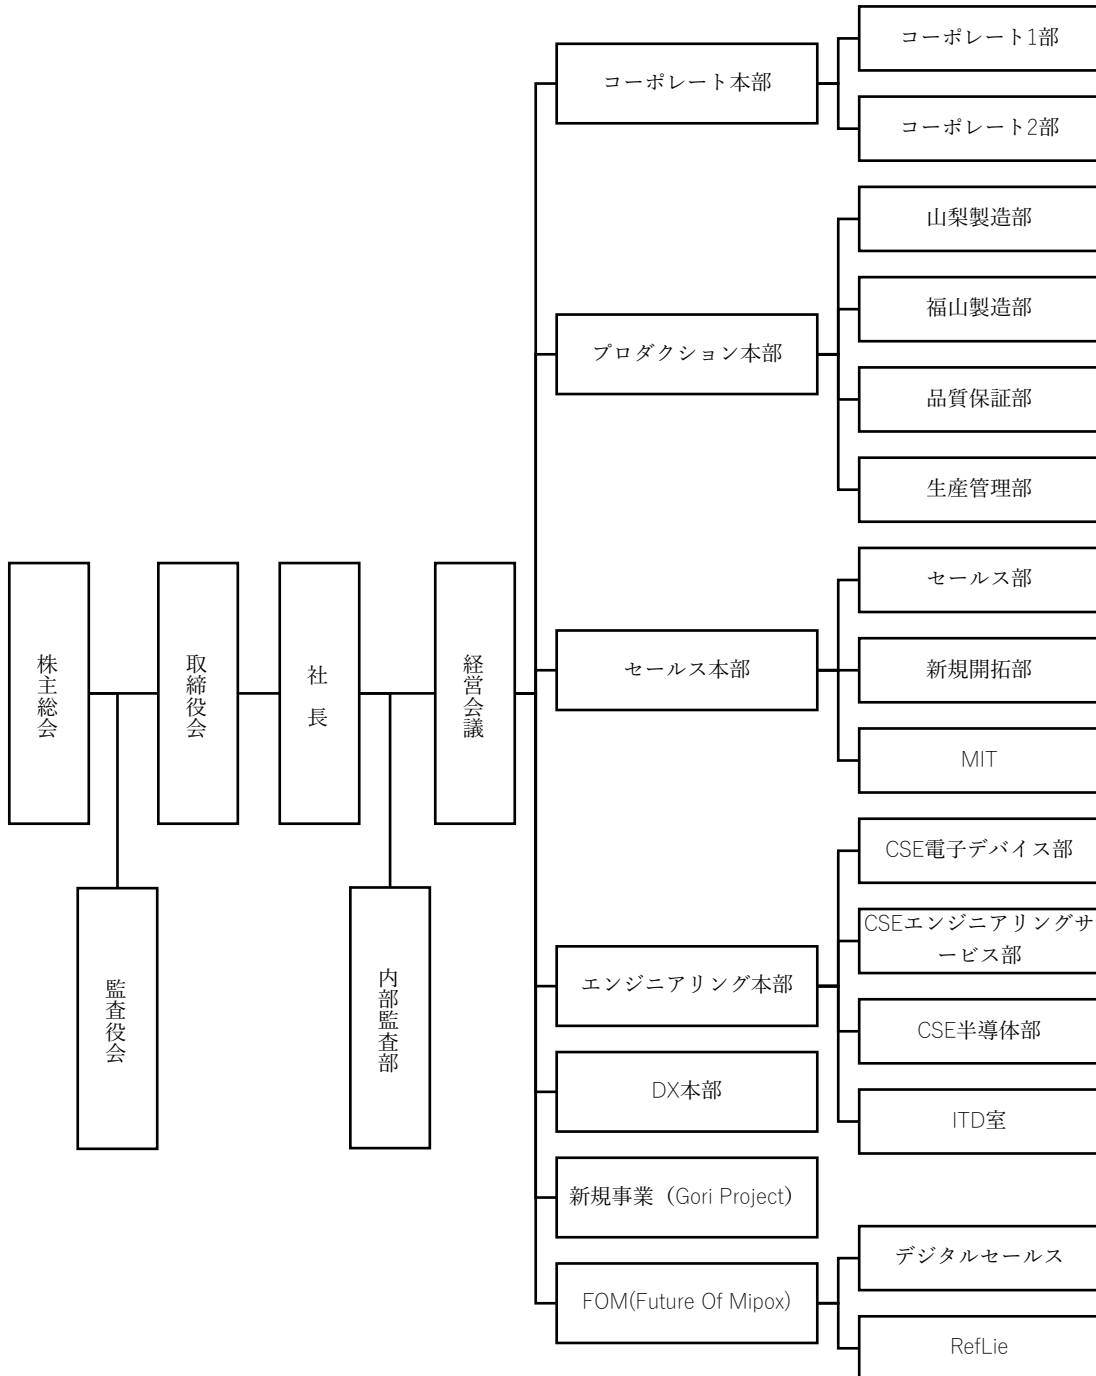 株主総会
監査役会
取締役会
社長
内部監査部
経営会議
コーポレート本部
コーポレート1部
コーポレート2部
プロダクション本部
山梨製造部
福山製造部
品質保証部
生産管理部
セールス本部
セールス部
新規開拓部
MIT
エンジニアリング本部
CSE電子デバイス部
CSEエンジニアリングサ
ービス部
CSE半導体部
ITD室
DX本部
新規事業（Gori Project）
FOM(Future Of Mipox)
デジタルセールス
RefLie